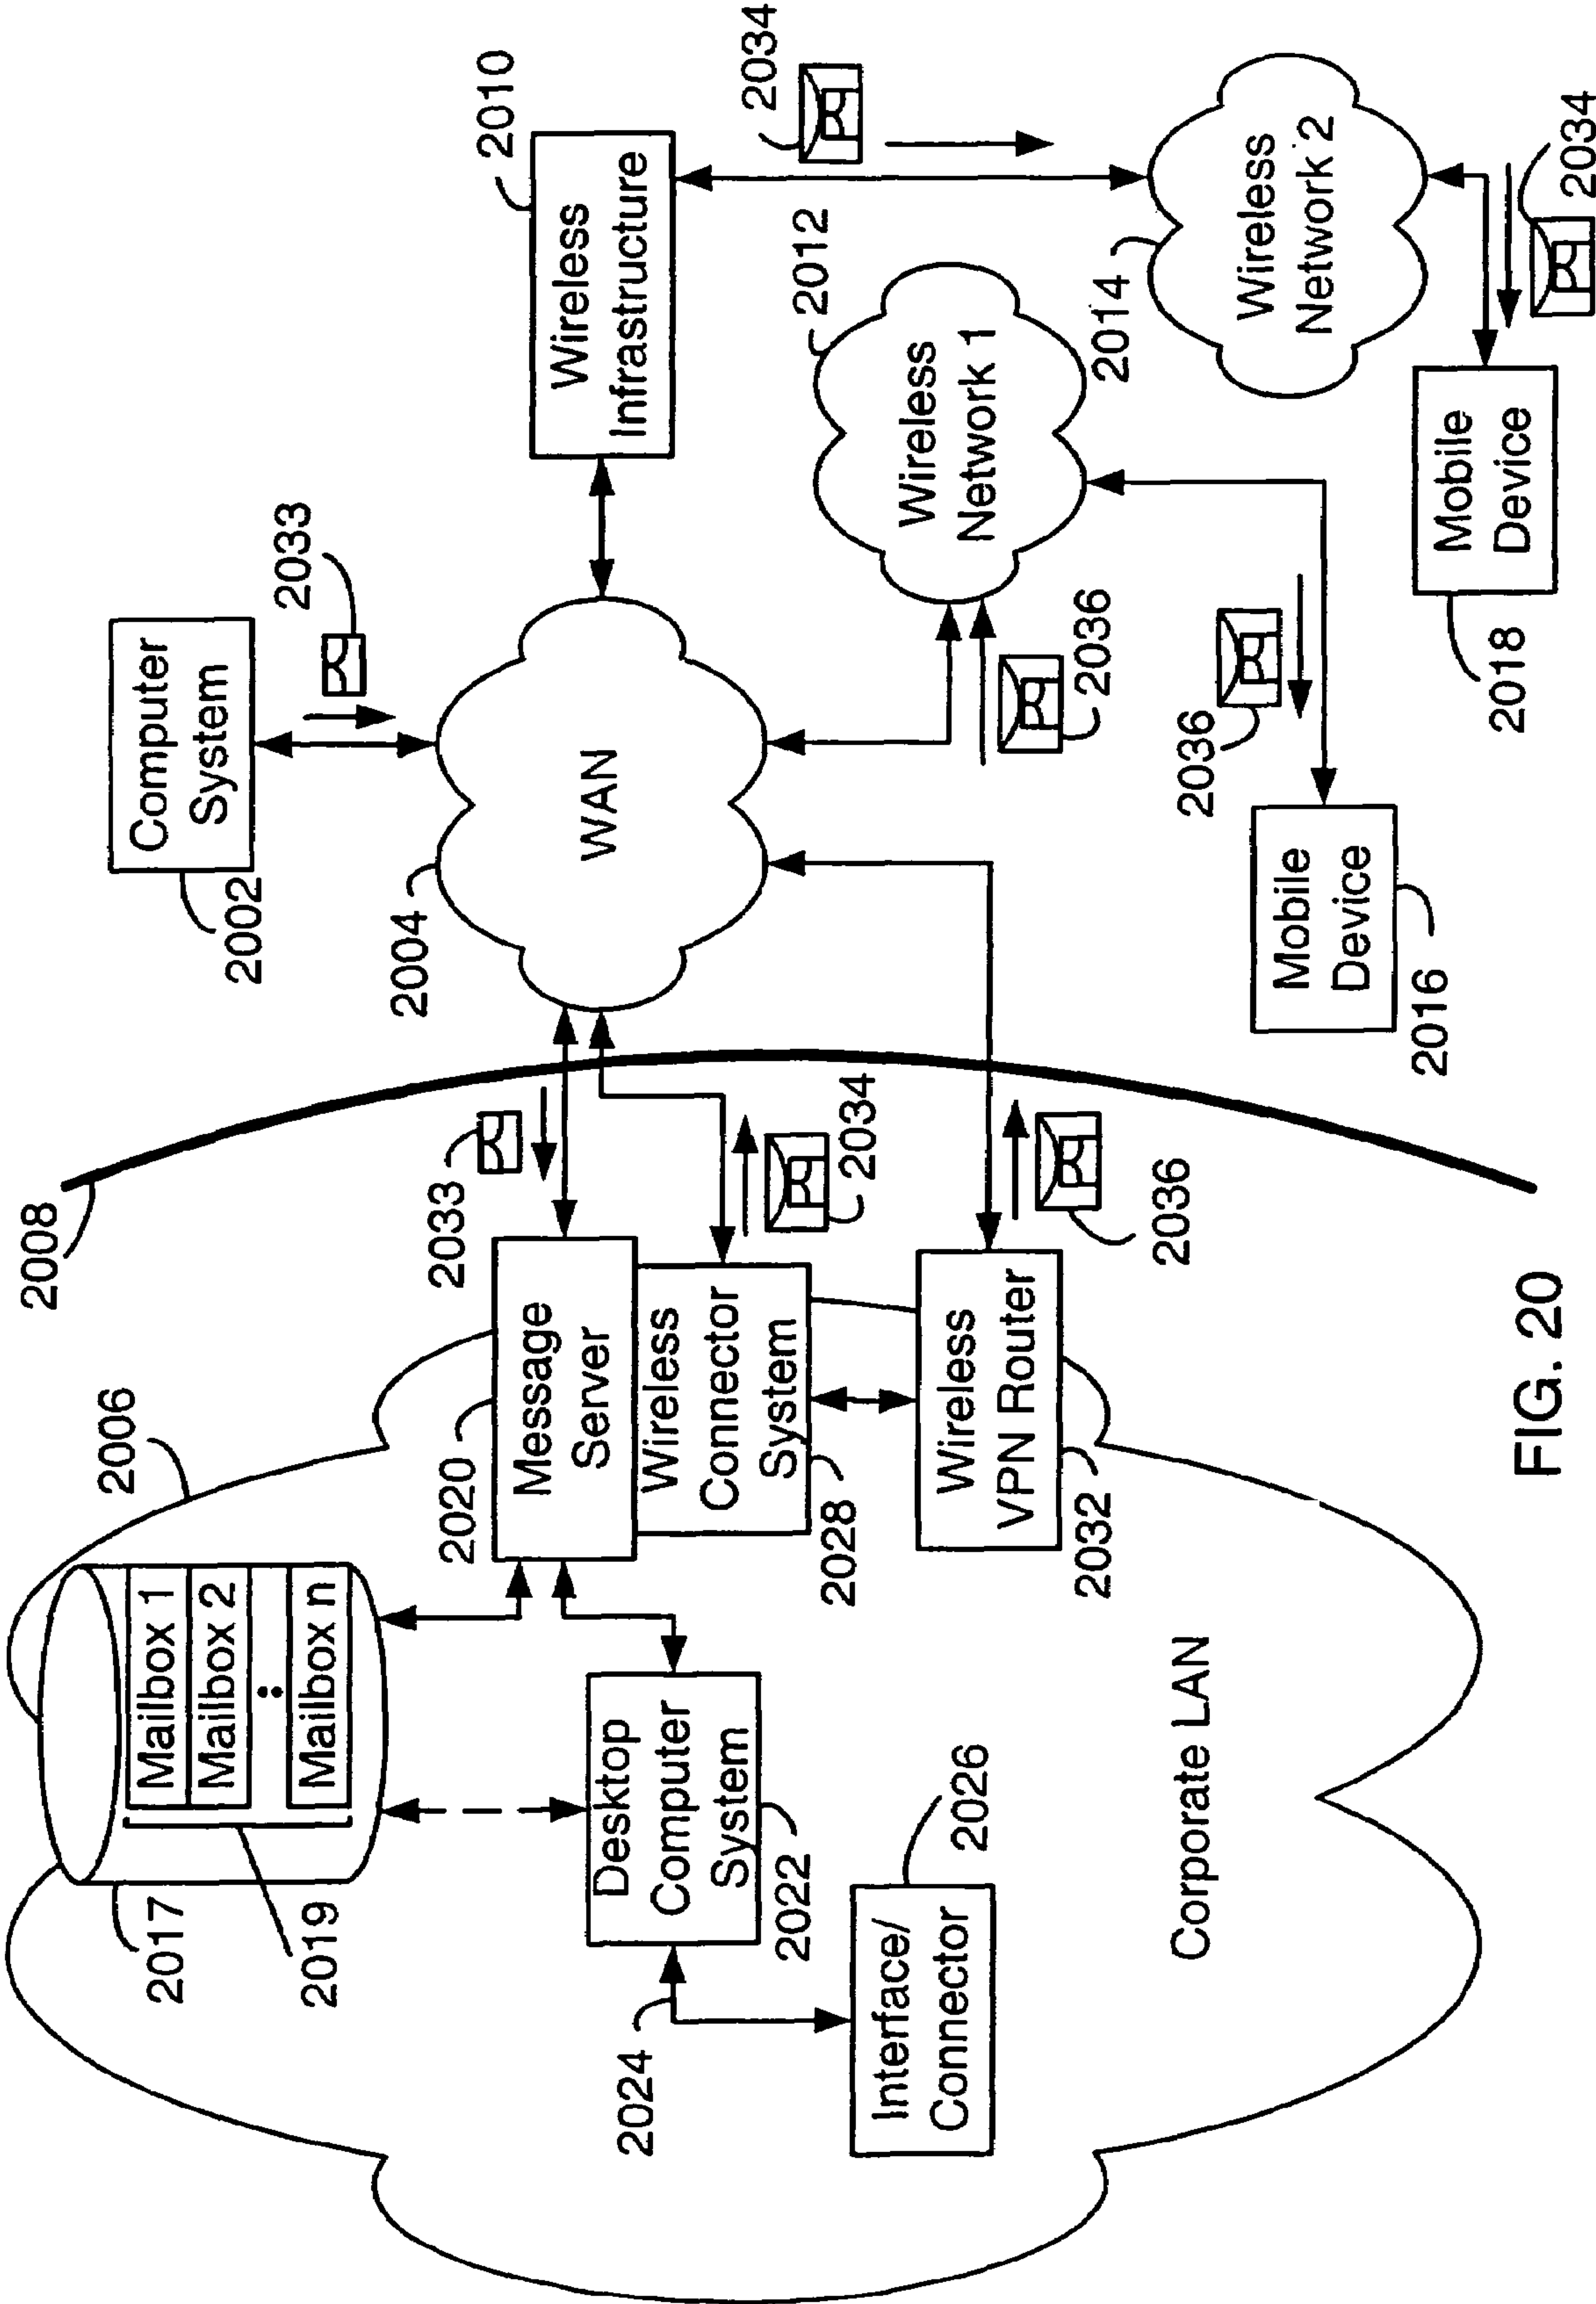 2008
2006
2017
2019
Mailbox 1
Mailbox 2
Mailbox n
2020
Message
Server
2033
Wireless
Connector
System
2028
2034
Desktop
Computer
System
2022
2024
Interface/
Connector
2026
Wireless
VPN Router
2032
2036
Corporate LAN
Computer
System
2002
2033
2004
WAN
Wireless
Infrastructure
2010
2034
2012
Wireless
Network 1
2036
2014
Wireless
Network 2
2036
Mobile
Device
2016
Mobile
Device
2018
2034
FIG. 20